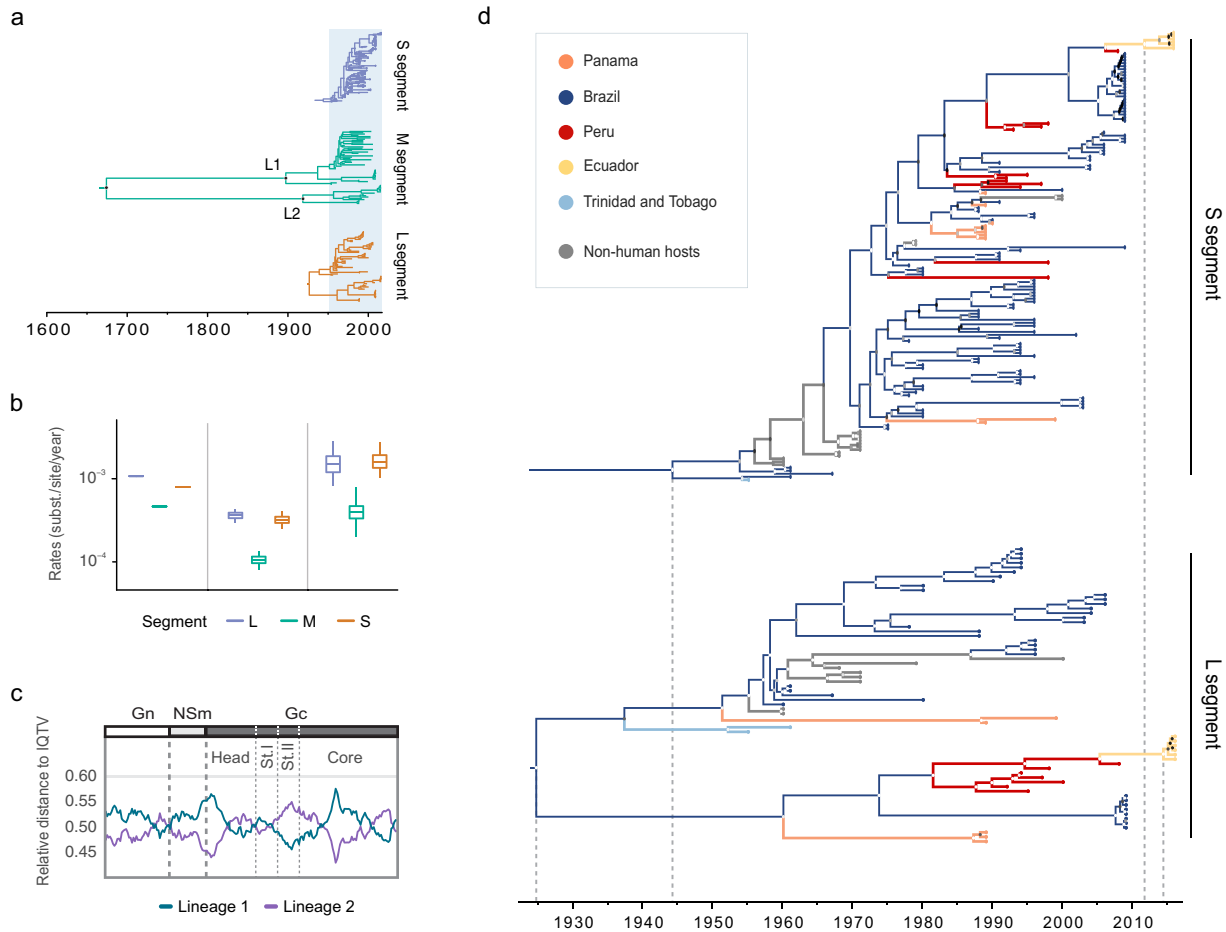 a
S segment
M segment
L segment
L1
L2
1600 1700 1800 1900 2000
b
Rates (subst./site/year)
10⁻³
10⁻⁴
Segment L M S
c
Gn NSm Gc
Relative distance to IQTV
0.60
0.55
0.50
0.45
Head St.I St.II Core
Lineage 1 Lineage 2
d
Panama
Brazil
Peru
Ecuador
Trinidad and Tobago
Non-human hosts
S segment
L segment
1930 1940 1950 1960 1970 1980 1990 2000 2010